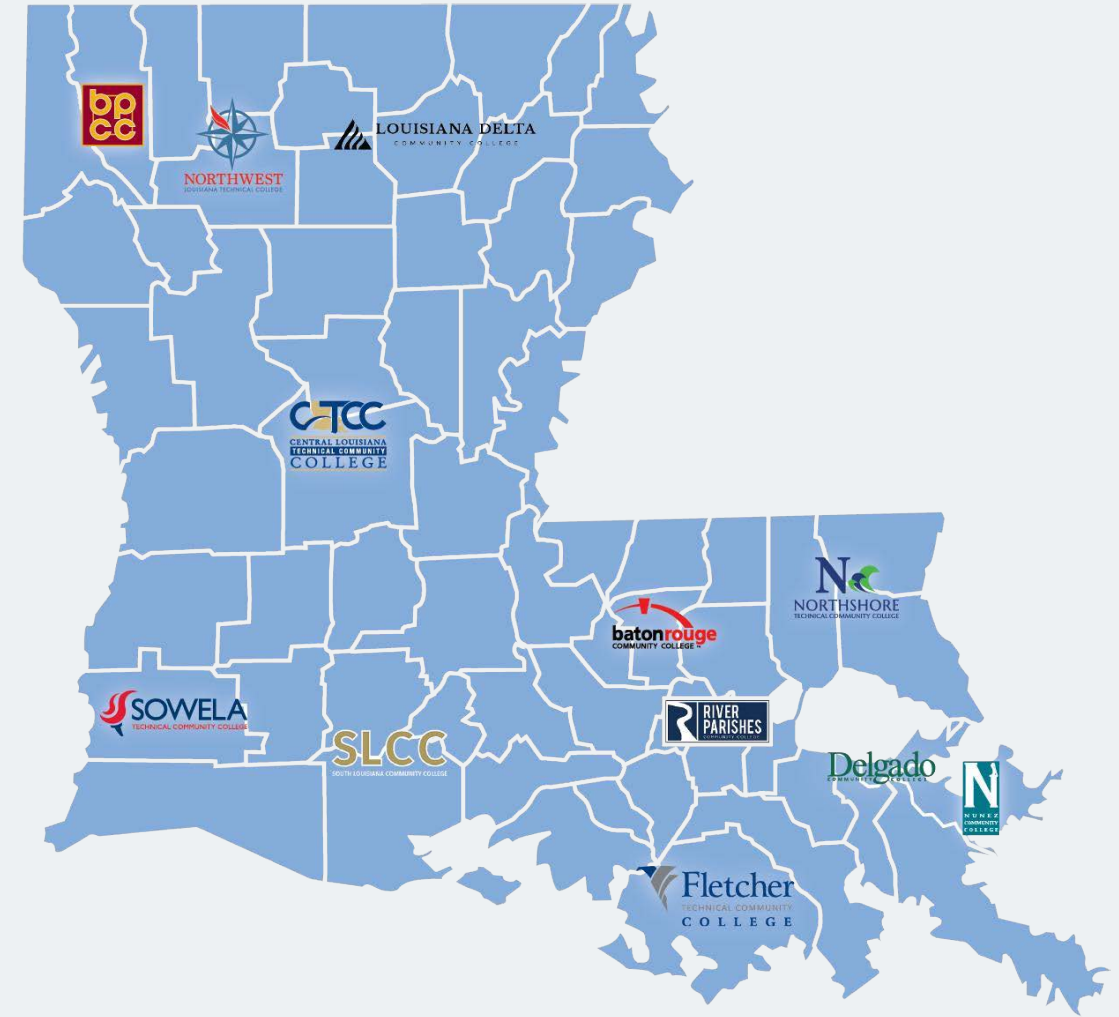 bp
cc
NORTHWEST
LOUISIANA TECHNICAL COLLEGE
LOUISIANA DELTA
COMMUNITY COLLEGE
CLTCC
CENTRAL LOUISIANA
TECHNICAL COMMUNITY
COLLEGE
N
NORTHSHORE
TECHNICAL COMMUNITY COLLEGE
batonrouge
COMMUNITY COLLEGE
SOWELA
TECHNICAL COMMUNITY COLLEGE
R RIVER
PARISHES
COMMUNITY COLLEGE
SLCC
SOUTH LOUISIANA COMMUNITY COLLEGE
Delgado
COMMUNITY COLLEGE
N
NUNEZ
COMMUNITY
COLLEGE
Fletcher
TECHNICAL COMMUNITY
COLLEGE